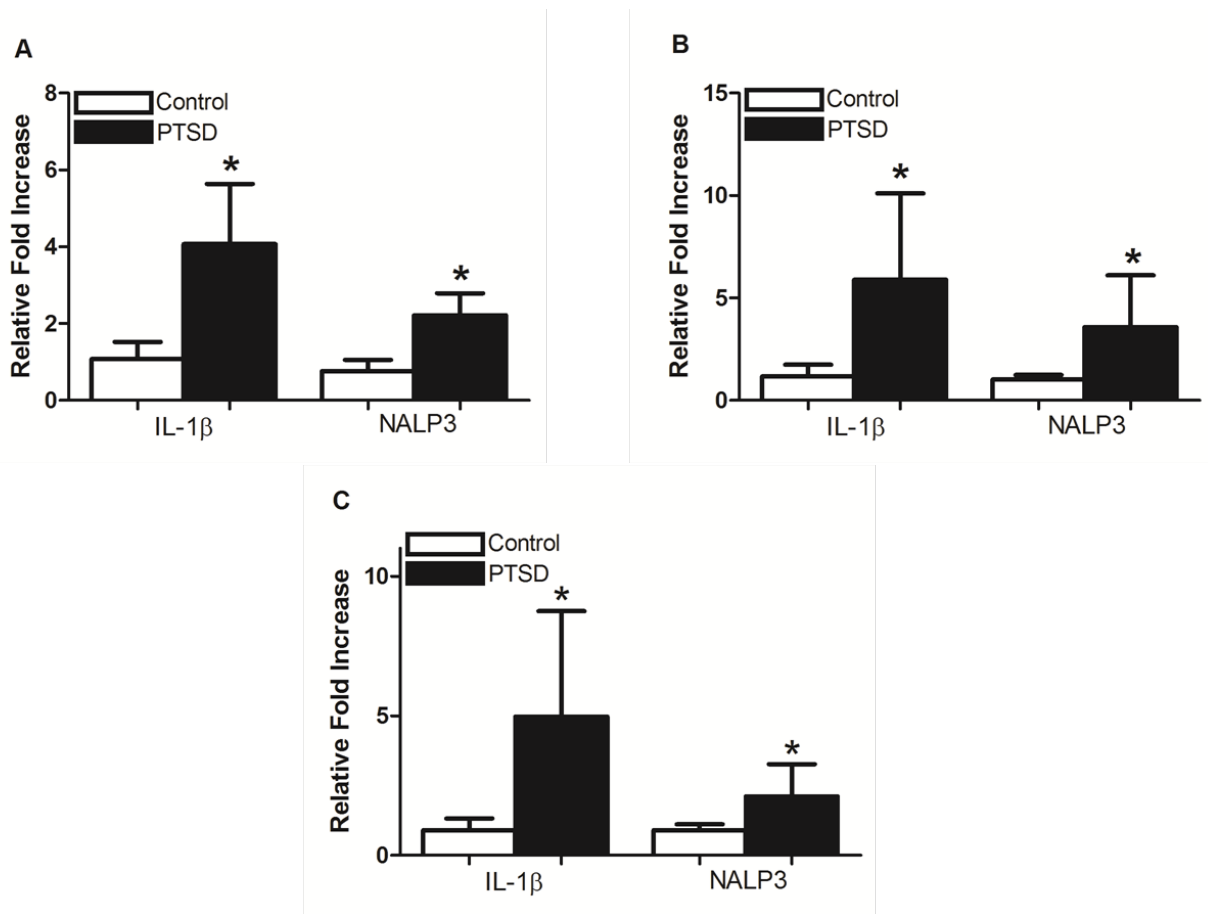 A
Relative Fold Increase
8
6
4
2
0
Control
PTSD
*
*
IL-1β
NALP3
B
Relative Fold Increase
15
10
5
0
Control
PTSD
*
*
IL-1β
NALP3
C
Relative Fold Increase
10
5
0
Control
PTSD
*
*
IL-1β
NALP3